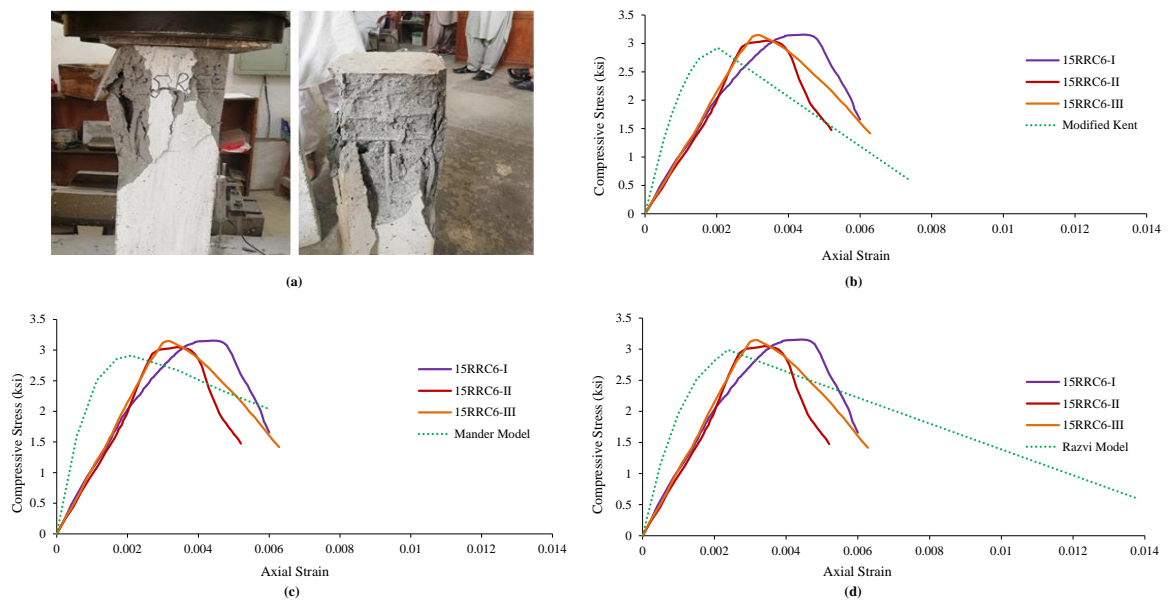 (a)
3.5
3
2.5
2
1.5
1
0.5
0
0
0.002
0.004
0.006
0.008
0.01
0.012
0.014
Compressive Stress (ksi)
Axial Strain
15RRC6-I
15RRC6-II
15RRC6-III
Modified Kent
(b)
3.5
3
2.5
2
1.5
1
0.5
0
0
0.002
0.004
0.006
0.008
0.01
0.012
0.014
Compressive Stress (ksi)
Axial Strain
15RRC6-I
15RRC6-II
15RRC6-III
Mander Model
(c)
3.5
3
2.5
2
1.5
1
0.5
0
0
0.002
0.004
0.006
0.008
0.01
0.012
0.014
Compressive Stress (ksi)
Axial Strain
15RRC6-I
15RRC6-II
15RRC6-III
Razvi Model
(d)